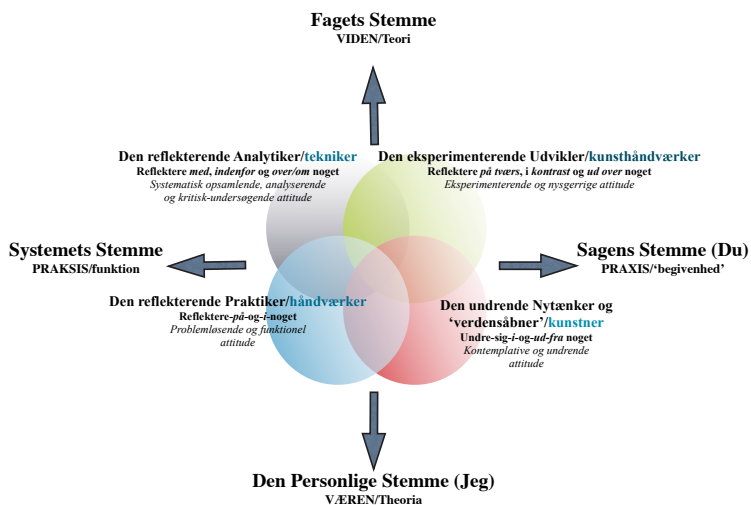 Fagets Stemme
VIDEN/Teori
Den reflekterende Analytiker/tekniker
Reflektere med, indenfor og over/om noget
Systematisk opsamlende, analyserende
og kritisk-undersøgende attitude
Den eksperimenterende Udvikler/kunsthåndværker
Reflektere på tværs, i kontrast og ud over noget
Eksperimenterende og nysgerrige attitude
Systemets Stemme
PRAKSIS/funktion
Sagens Stemme (Du)
PRAXIS/‘begivenhed’
Den reflekterende Praktiker/håndværker
Reflektere-på-og-i-noget
Problemløsende og funktionel
attitude
Den undrende Nytænker og
‘verdensåbner’/kunstner
Undre-sig-i-og-ud-fra noget
Kontemplative og undrende
attitude
Den Personlige Stemme (Jeg)
VÆREN/Theoria